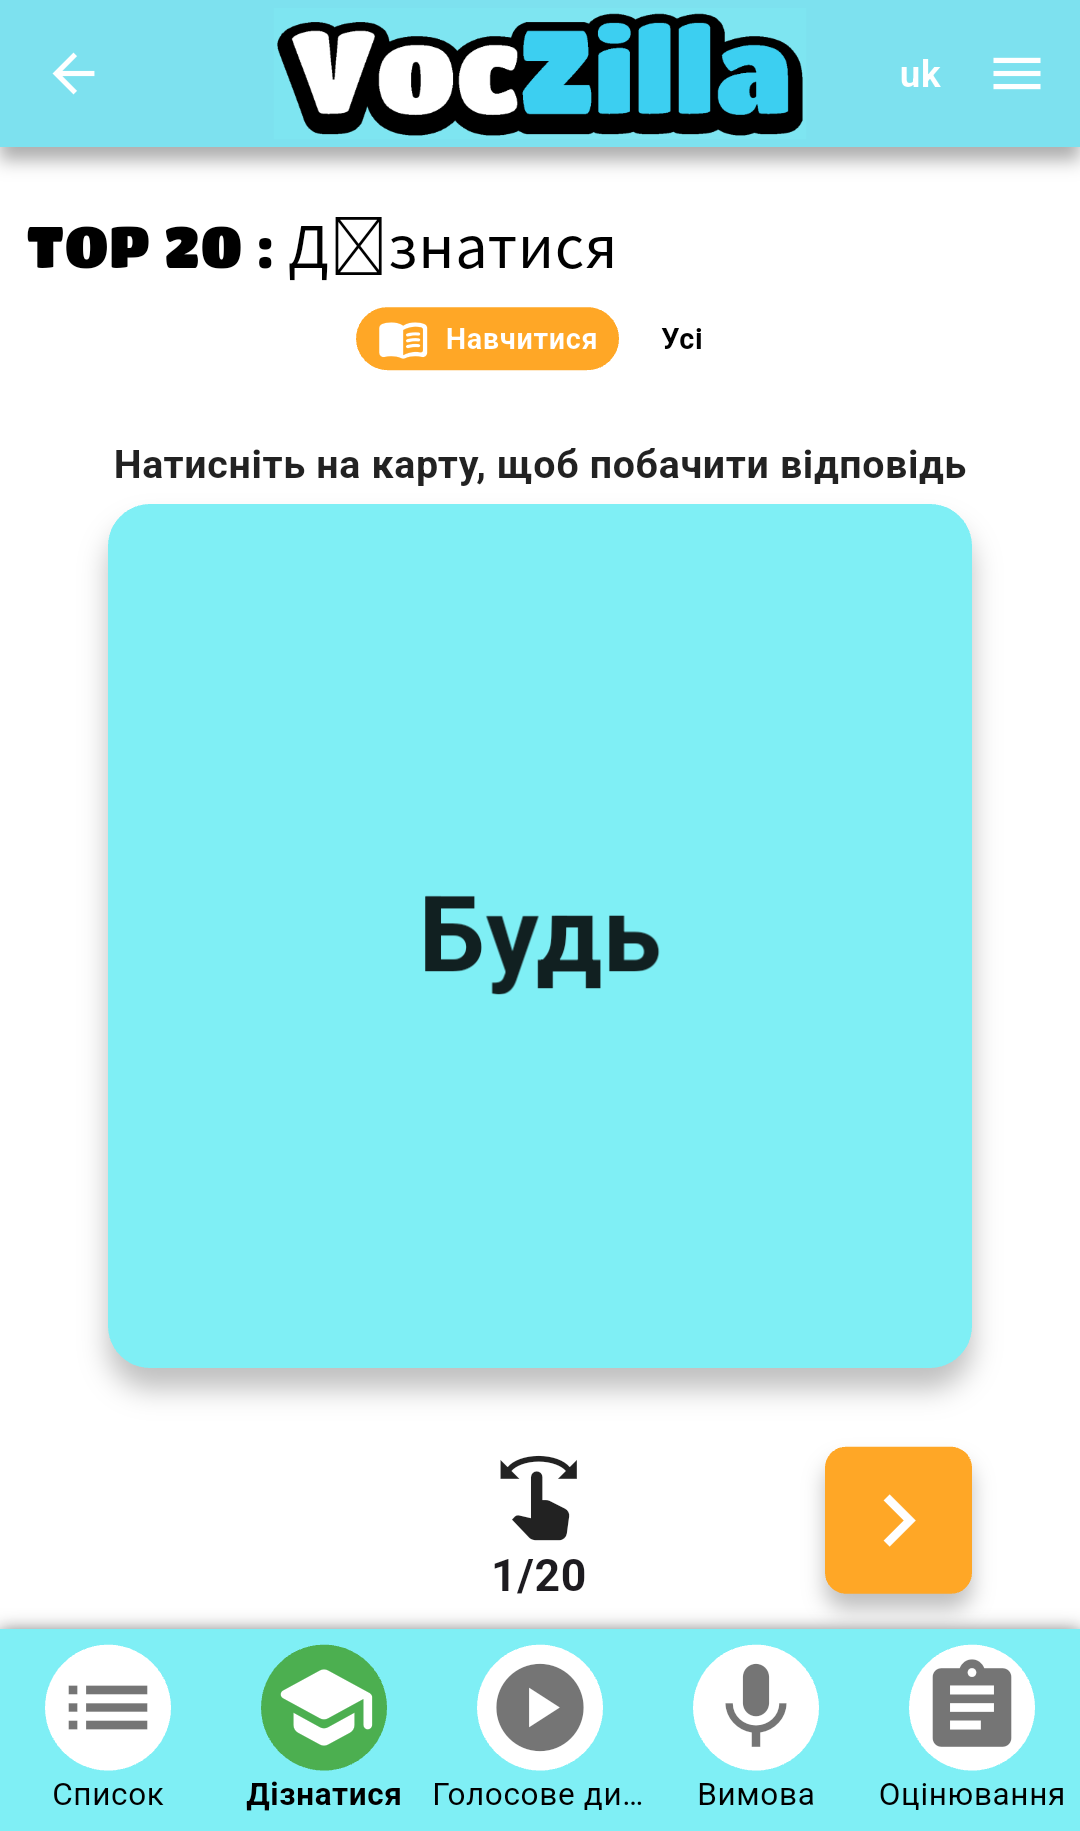 VocZilla
uk
TOP 20 : Д☒знатися
Навчитися
Усі
Натисніть на карту, щоб побачити відповідь
Будь
1/20
Список
Дізнатися
Голосове ди...
Вимова
Оцінювання